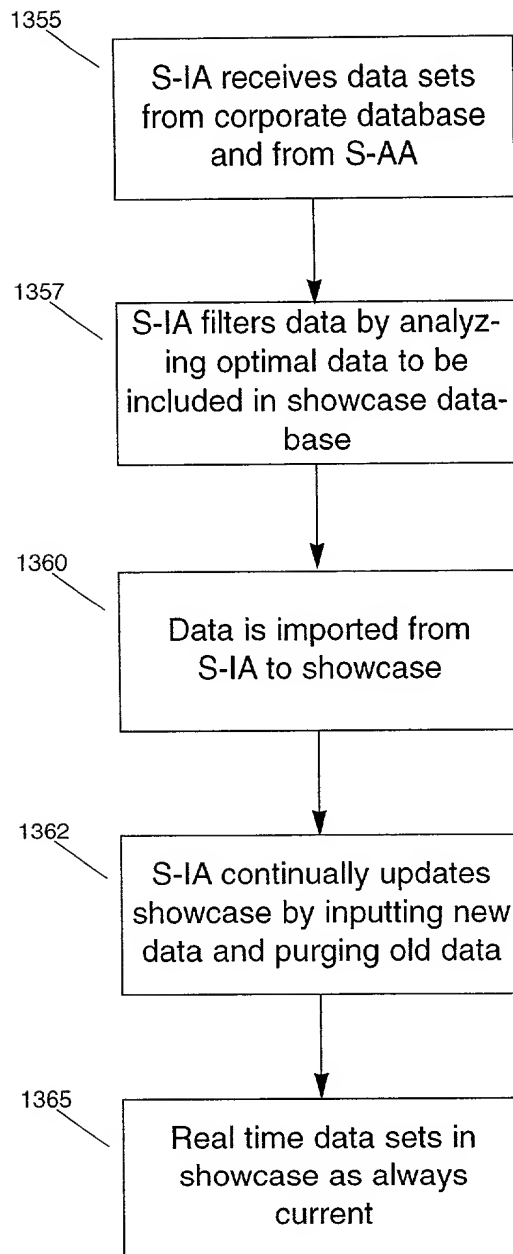 1355
S-IA receives data sets
from corporate database
and from S-AA
1357
S-IA filters data by analyz-
ing optimal data to be
included in showcase data-
base
1360
Data is imported from
S-IA to showcase
1362
S-IA continually updates
showcase by inputting new
data and purging old data
1365
Real time data sets in
showcase as always
current